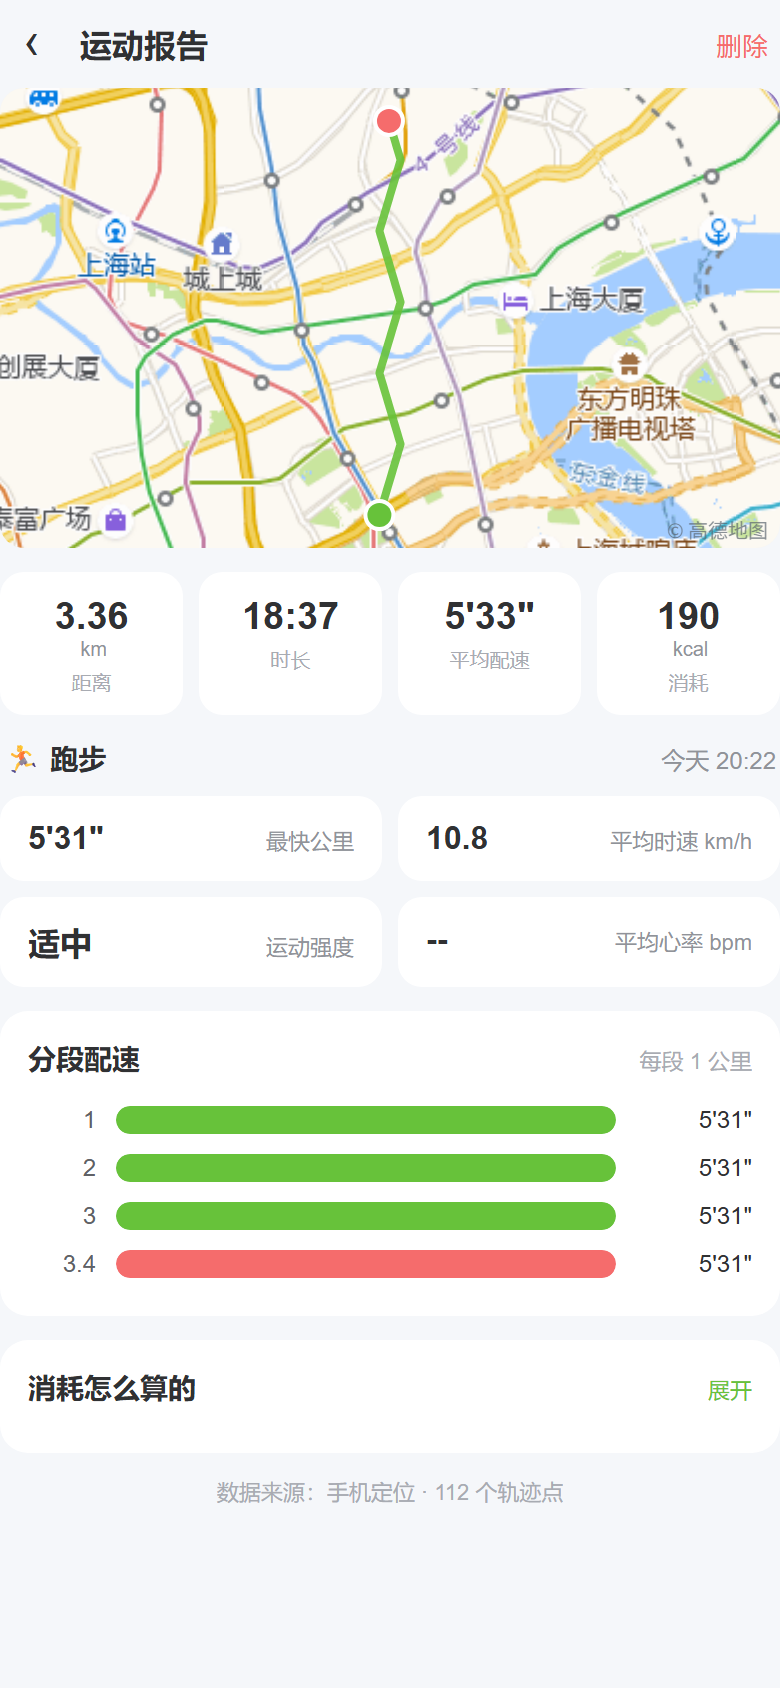 ‹ 运动报告 删除
4号线
上海站
城上城
上海大厦
创展大厦
东方明珠
广播电视塔
东金线
泰富广场
© 高德地图
上海城隍庙
3.36
km
距离
18:37
时长
5'33"
平均配速
190
kcal
消耗
跑步 今天 20:22
5'31" 最快公里
10.8 平均时速 km/h
适中 运动强度
-- 平均心率 bpm
分段配速 每段 1 公里
1 5'31"
2 5'31"
3 5'31"
3.4 5'31"
消耗怎么算的 展开
数据来源：手机定位 · 112 个轨迹点